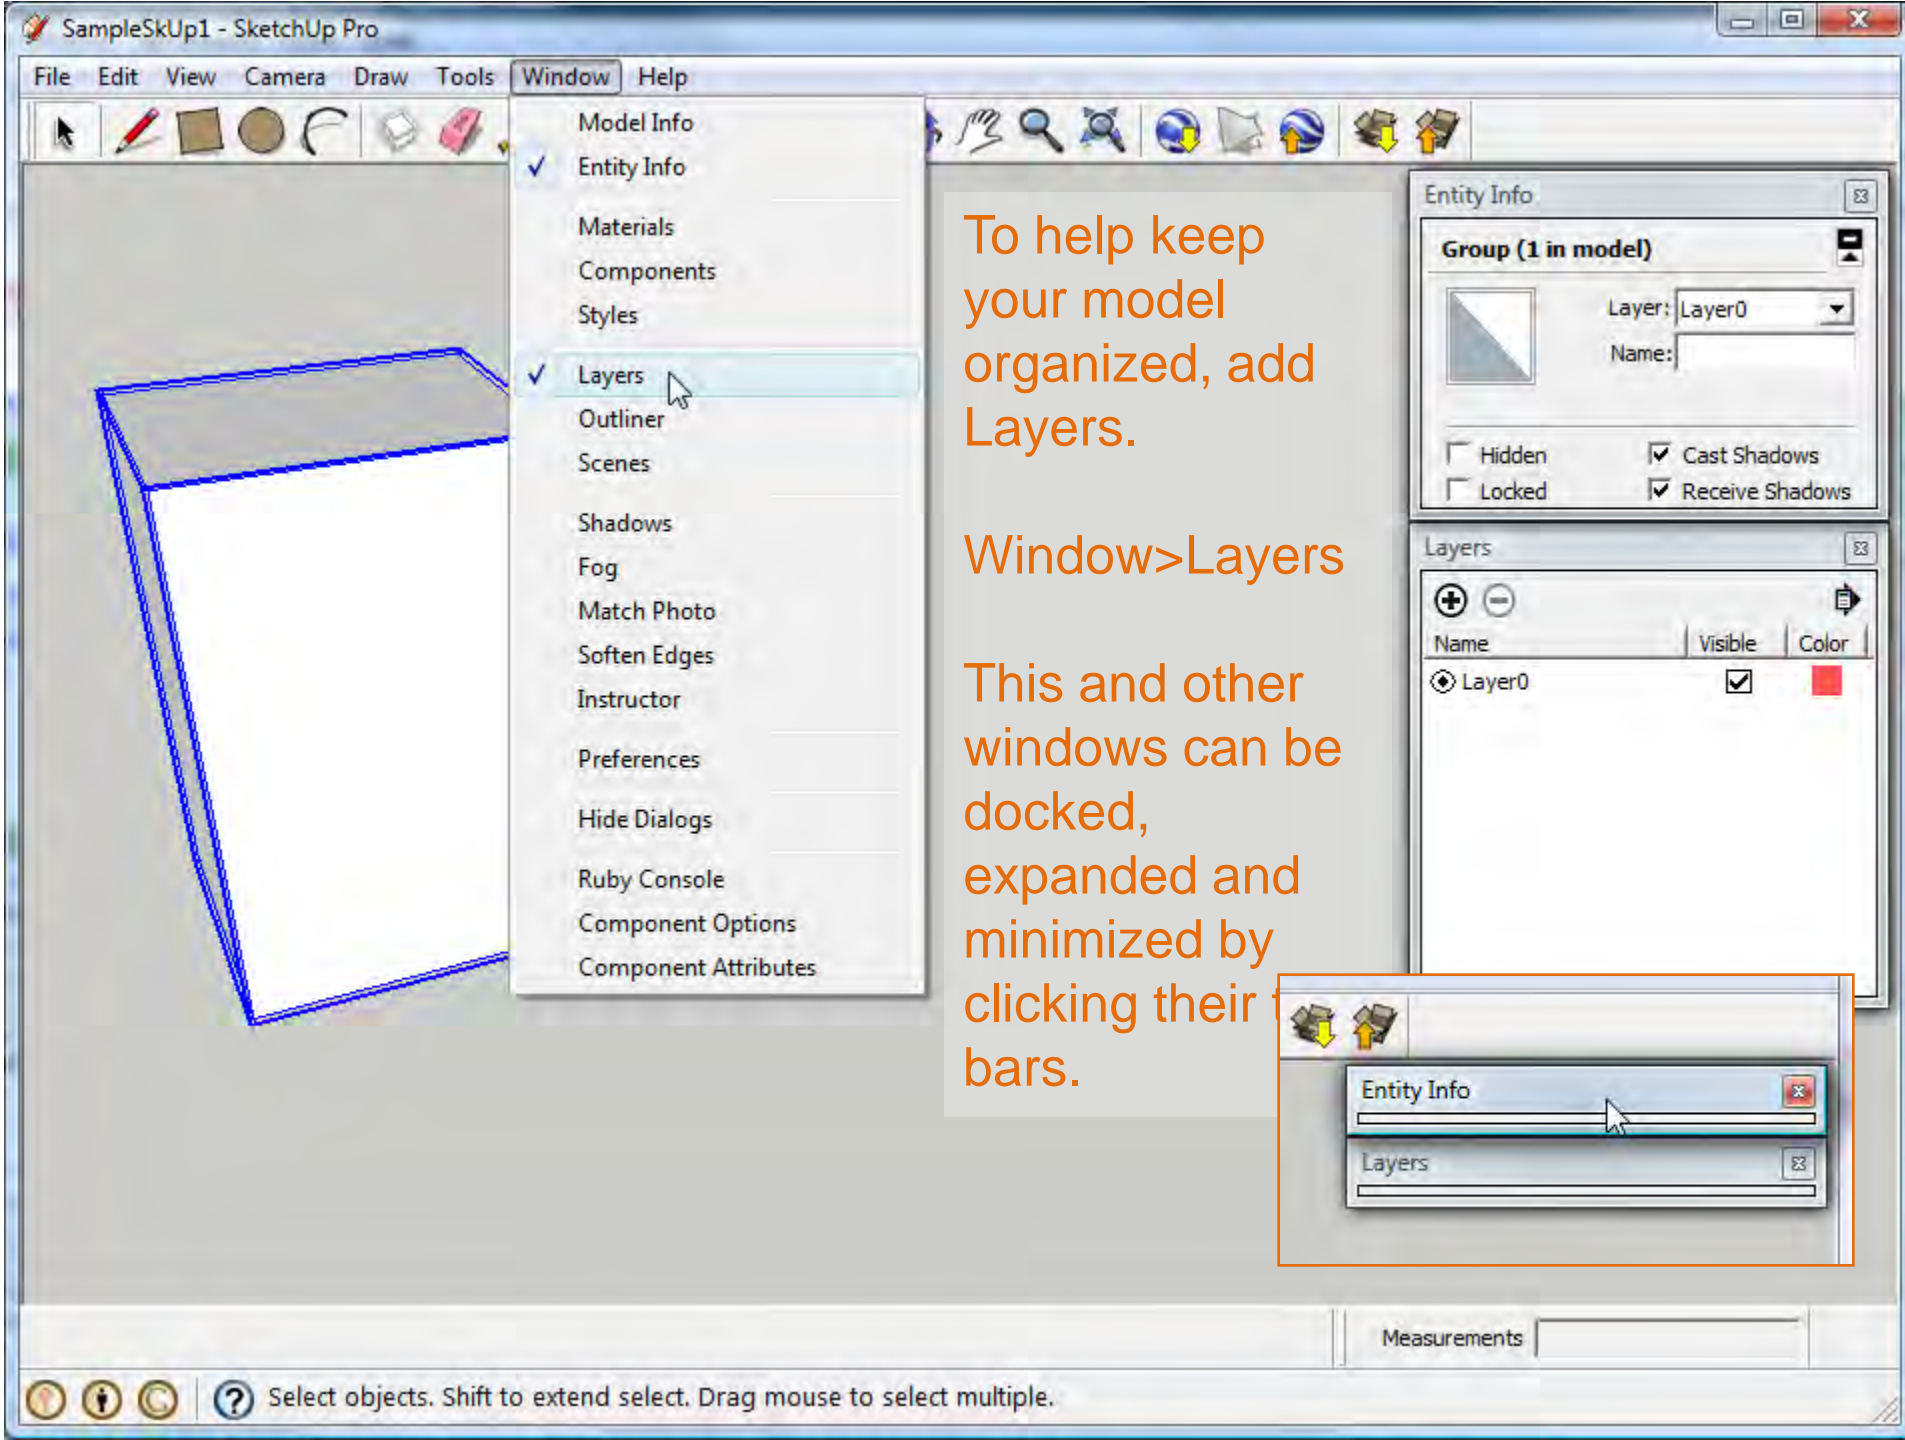 SampleSkUp1 - SketchUp Pro
File Edit View Camera Draw Tools Window Help
Model Info
Entity Info
Materials
Components
Styles
Layers
Outliner
Scenes
Shadows
Fog
Match Photo
Soften Edges
Instructor
Preferences
Hide Dialogs
Ruby Console
Component Options
Component Attributes
To help keep
your model
organized, add
Layers.
Window>Layers
This and other
windows can be
docked,
expanded and
minimized by
clicking their
bars.
Entity Info
Group (1 in model)
Layer: Layer0
Name:
Hidden Cast Shadows
Locked Receive Shadows
Layers
Name Visible Color
Layer0
Entity Info
Layers
Measurements
Select objects. Shift to extend select. Drag mouse to select multiple.